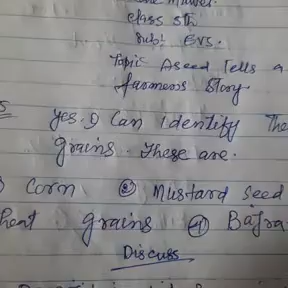 class 5th
Sub: EVS.
Topic A seed Tells a
farmers Story
yes. I Can identify The
grains. These are.
Corn ② Mustard Seed
grains ④ Bajra
Discuss